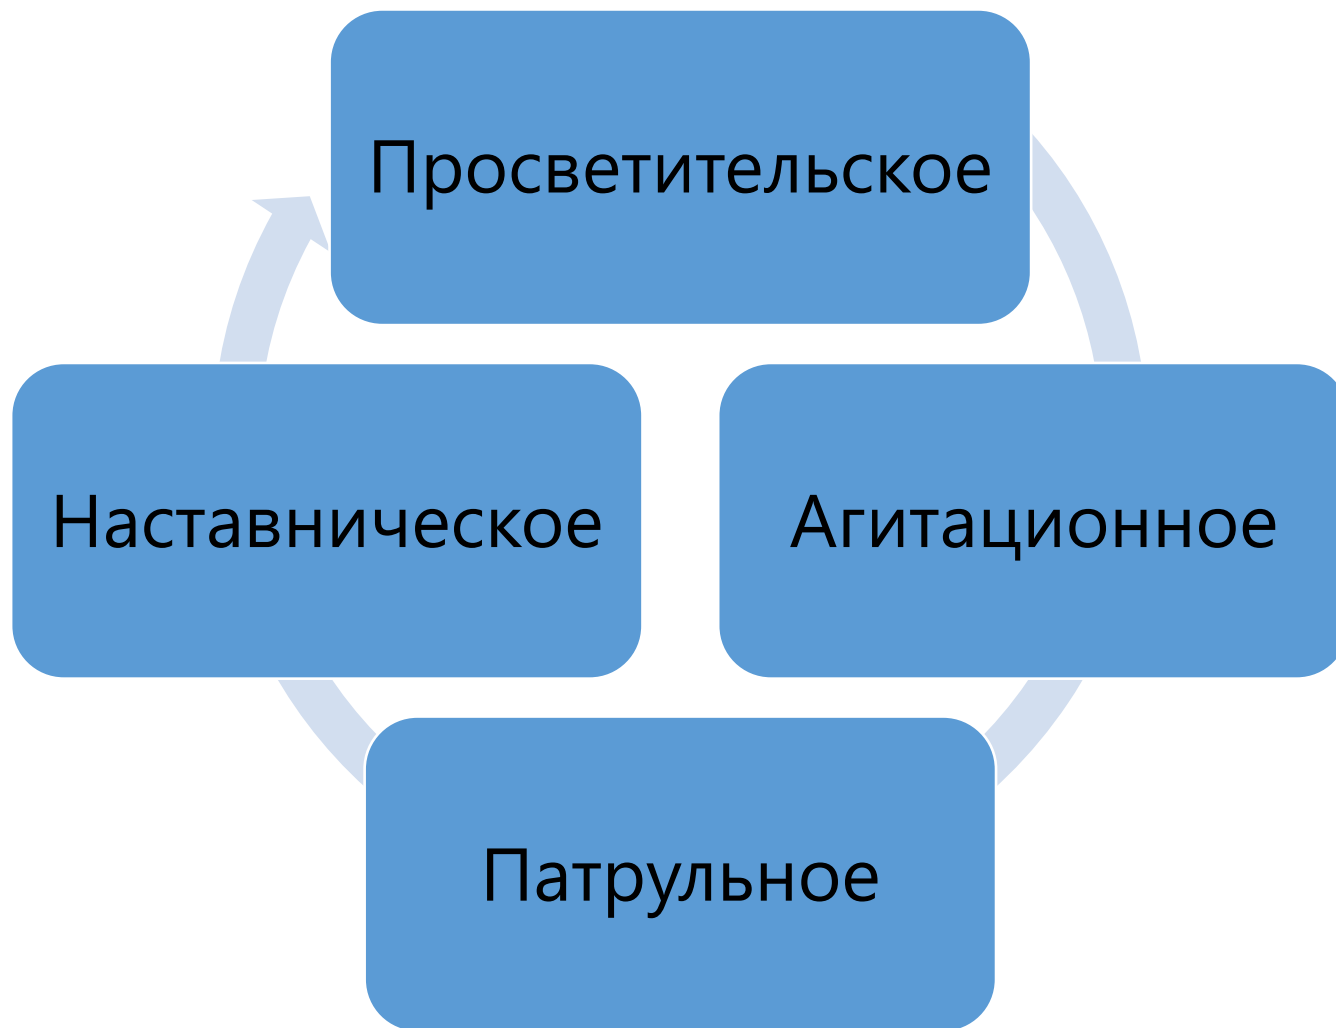 Просветительское
Наставническое
Агитационное
Патрульное